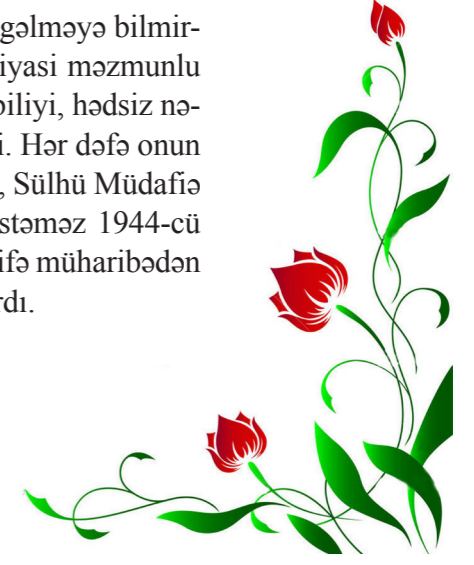 gəlməyə bilmir-
iyasi məzmunlu
biliyi, hədsiz nə-
i. Hər dəfə onun
, Sülhü Müdafiə
stəməz 1944-cü
ifə müharibədən
rdı.